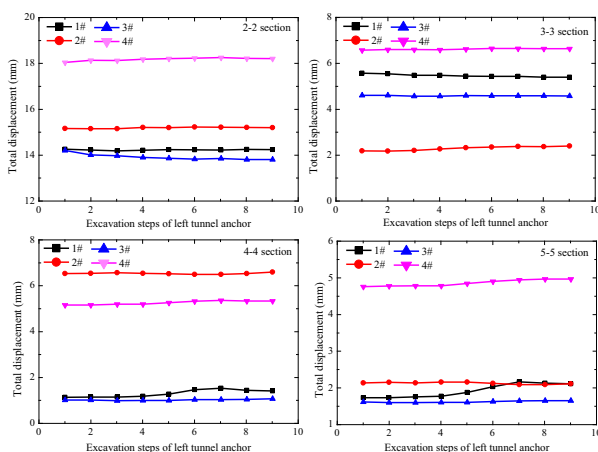 2-2 section
1# 3#
2# 4#
Total displacement (mm)
20
18
16
14
12
0 2 4 6 8 10
Excavation steps of left tunnel anchor
3-3 section
1# 3#
2# 4#
Total displacement (mm)
8
6
4
2
0
0 2 4 6 8 10
Excavation steps of left tunnel anchor
4-4 section
1# 3#
2# 4#
Total displacement (mm)
8
6
4
2
0
0 2 4 6 8 10
Excavation steps of left tunnel anchor
5-5 section
1# 3#
2# 4#
Total displacement (mm)
6
5
4
3
2
1
0 2 4 6 8 10
Excavation steps of left tunnel anchor